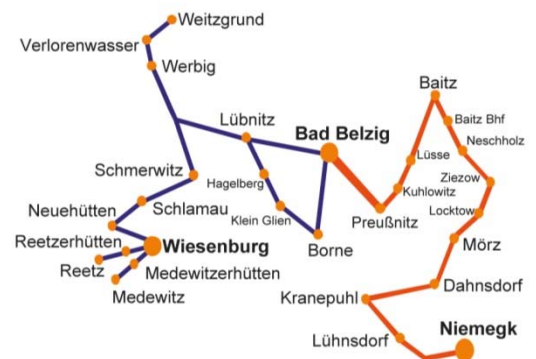 Weitzgrund
Verlorenwasser
Werbig
Baitz
Lübnitz
Baitz Bhf
Bad Belzig
Neschholz
Lüsse
Schmerwitz
Ziezow
Hagelberg
Kuhlowitz
Schlamau
Neuehütten
Locktow
Klein Glien
Preußnitz
Reetzerhütten
Wiesenburg
Borne
Mörz
Reetz
Medewitzerhütten
Dahnsdorf
Medewitz
Kranepuhl
Niemegk
Lühnsdorf